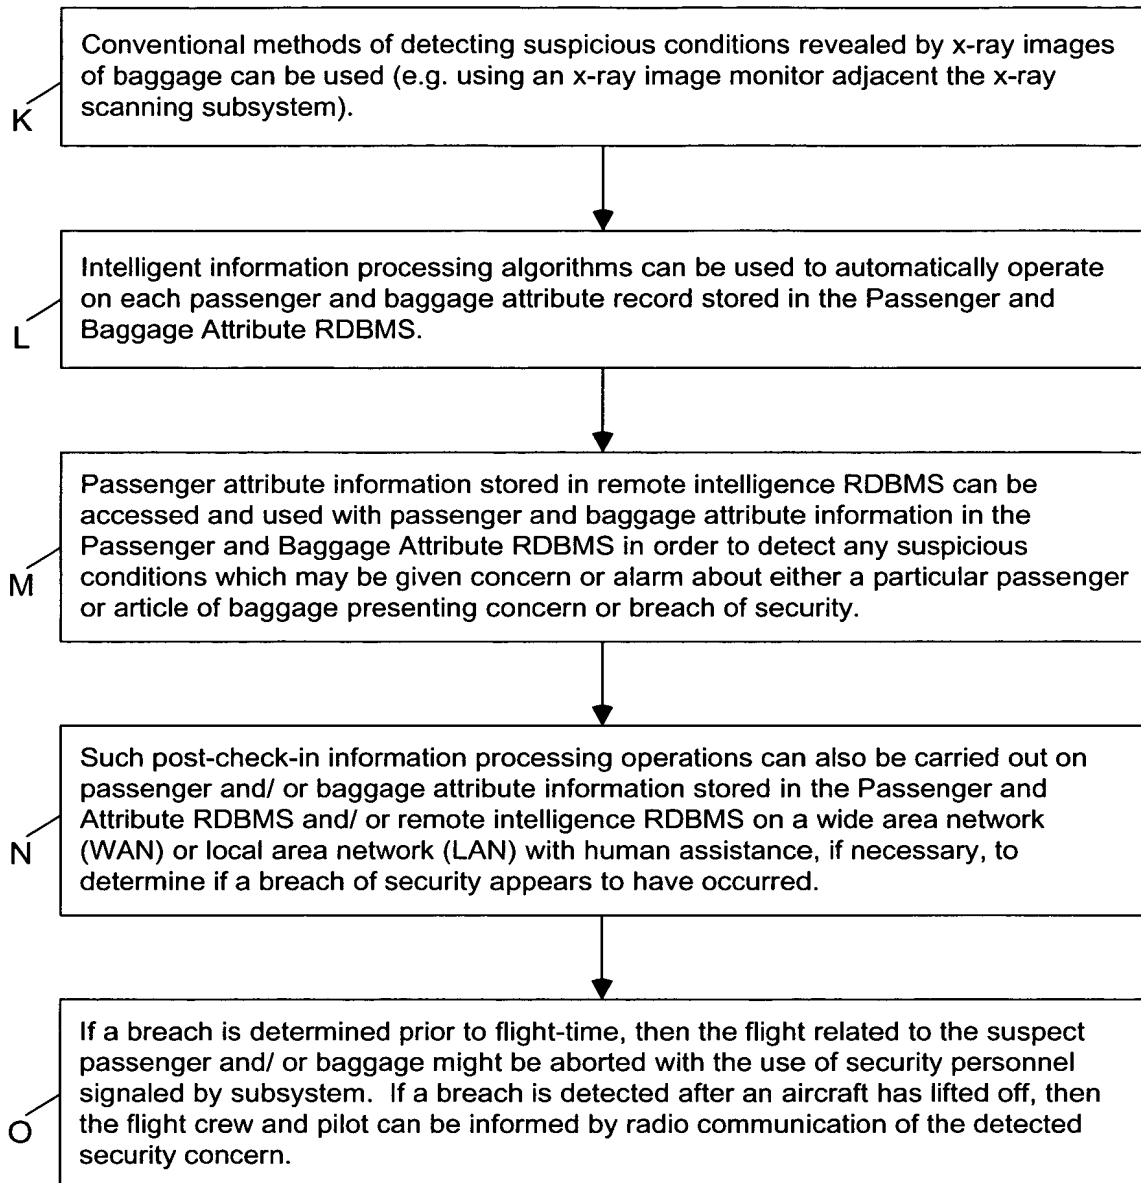 Conventional methods of detecting suspicious conditions revealed by x-ray images
of baggage can be used (e.g. using an x-ray image monitor adjacent the x-ray
scanning subsystem).
K
Intelligent information processing algorithms can be used to automatically operate
on each passenger and baggage attribute record stored in the Passenger and
Baggage Attribute RDBMS.
L
Passenger attribute information stored in remote intelligence RDBMS can be
accessed and used with passenger and baggage attribute information in the
Passenger and Baggage Attribute RDBMS in order to detect any suspicious
conditions which may be given concern or alarm about either a particular passenger
or article of baggage presenting concern or breach of security.
M
Such post-check-in information processing operations can also be carried out on
passenger and/ or baggage attribute information stored in the Passenger and
Attribute RDBMS and/ or remote intelligence RDBMS on a wide area network
(WAN) or local area network (LAN) with human assistance, if necessary, to
determine if a breach of security appears to have occurred.
N
If a breach is determined prior to flight-time, then the flight related to the suspect
passenger and/ or baggage might be aborted with the use of security personnel
signaled by subsystem.  If a breach is detected after an aircraft has lifted off, then
the flight crew and pilot can be informed by radio communication of the detected
security concern.
O